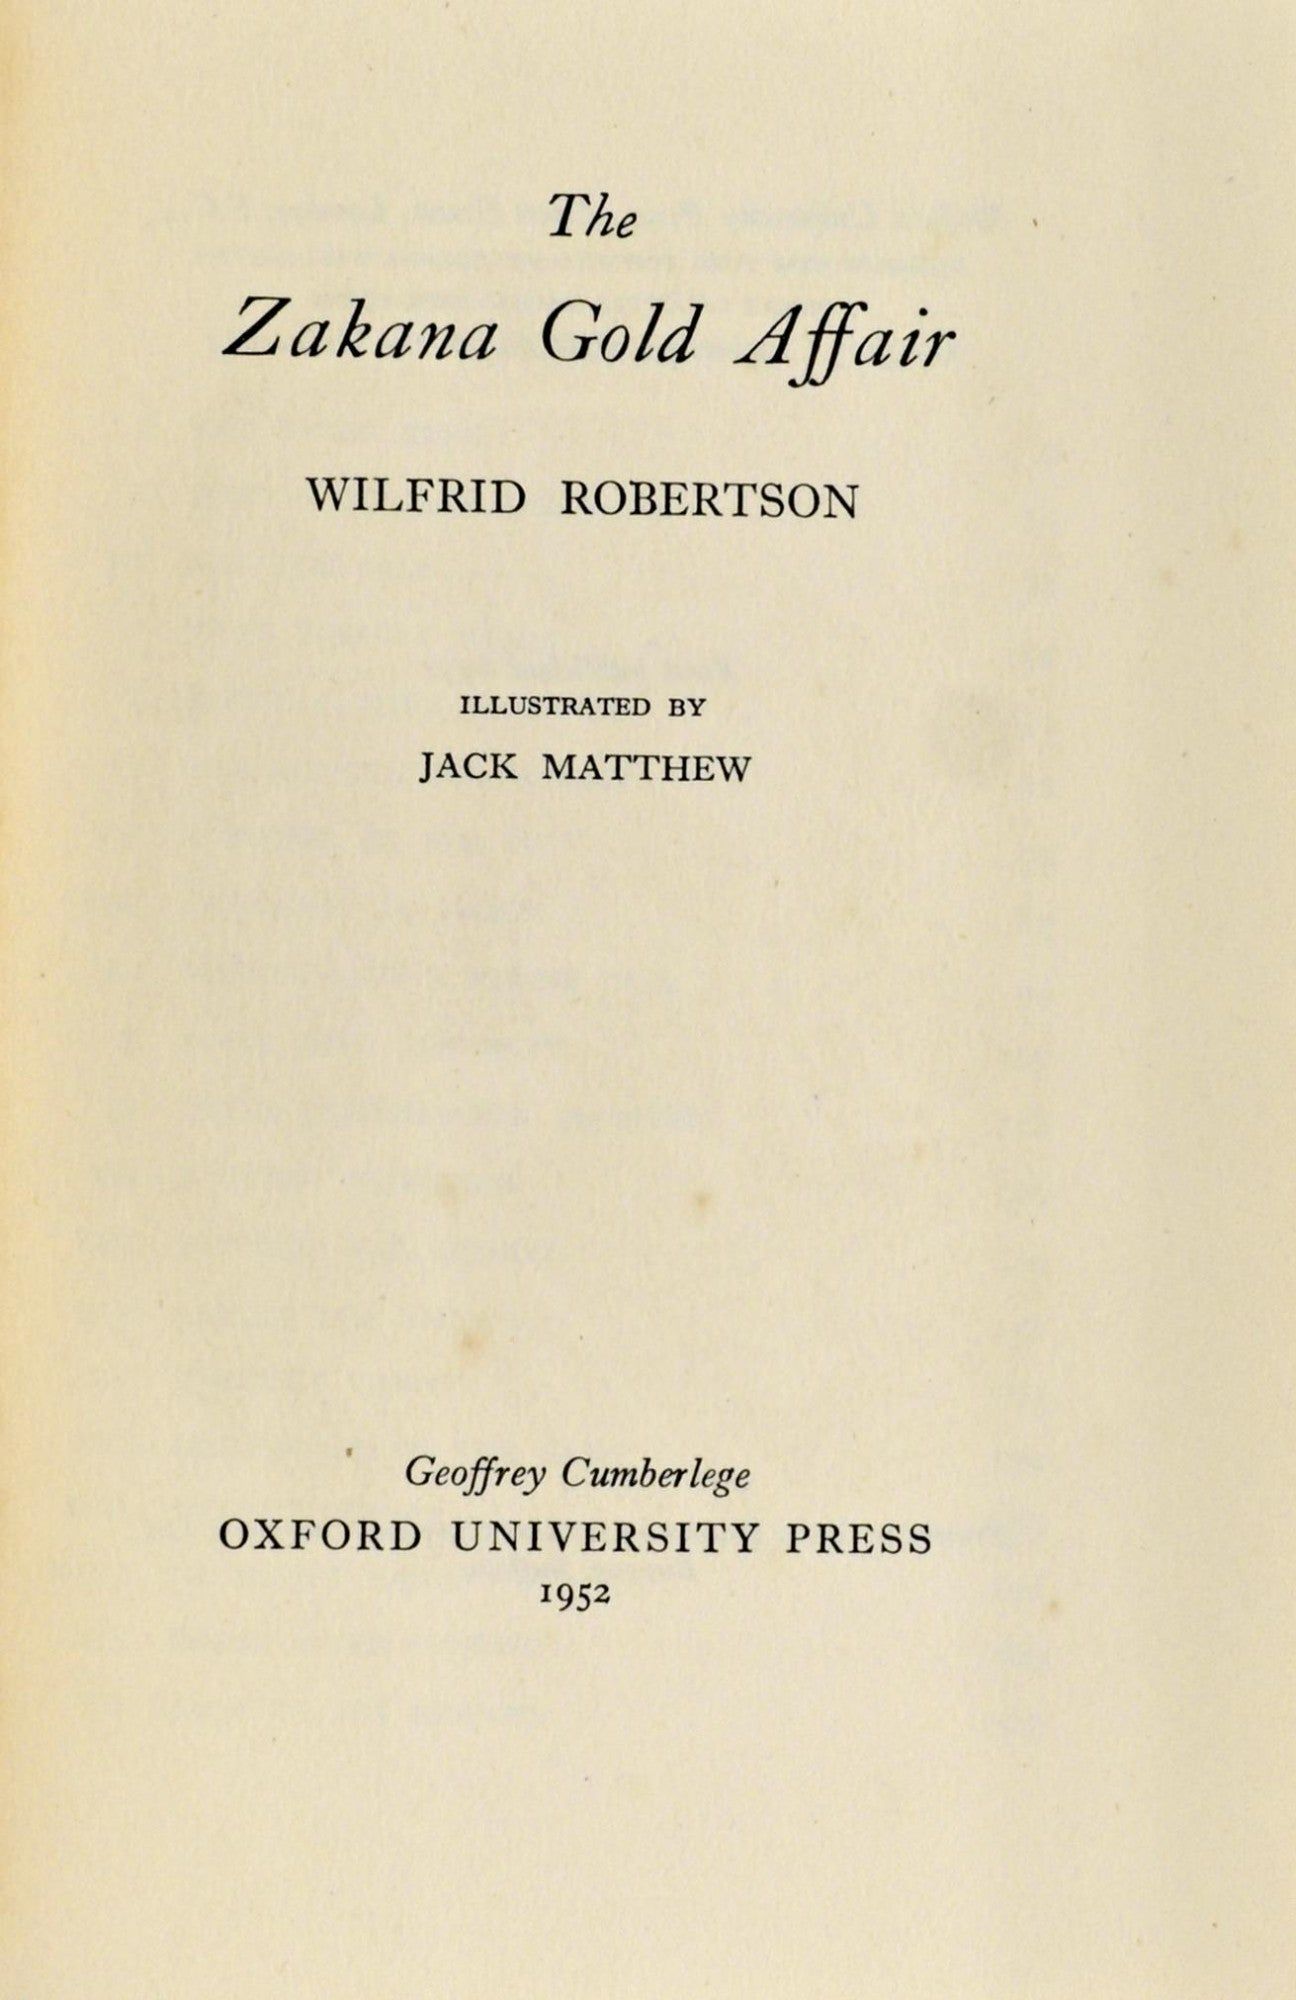 The
Zakana Gold Affair
WILFRID ROBERTSON
ILLUSTRATED BY
JACK MATTHEW
Geoffrey Cumberlege
OXFORD UNIVERSITY PRESS
1952